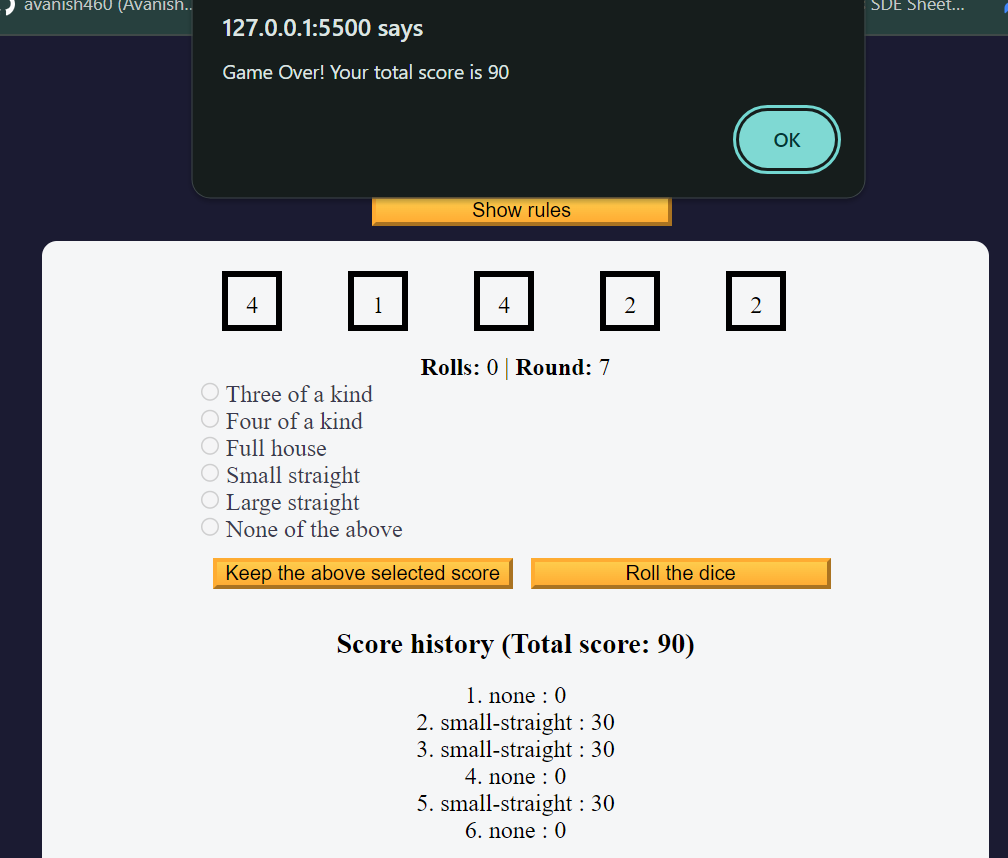 avanish460 (Avanish... SDE Sheet...
127.0.0.1:5500 says
Game Over! Your total score is 90
OK
Show rules
4 1 4 2 2
Rolls: 0 | Round: 7
Three of a kind
Four of a kind
Full house
Small straight
Large straight
None of the above
Keep the above selected score Roll the dice
Score history (Total score: 90)
1. none : 0
2. small-straight : 30
3. small-straight : 30
4. none : 0
5. small-straight : 30
6. none : 0